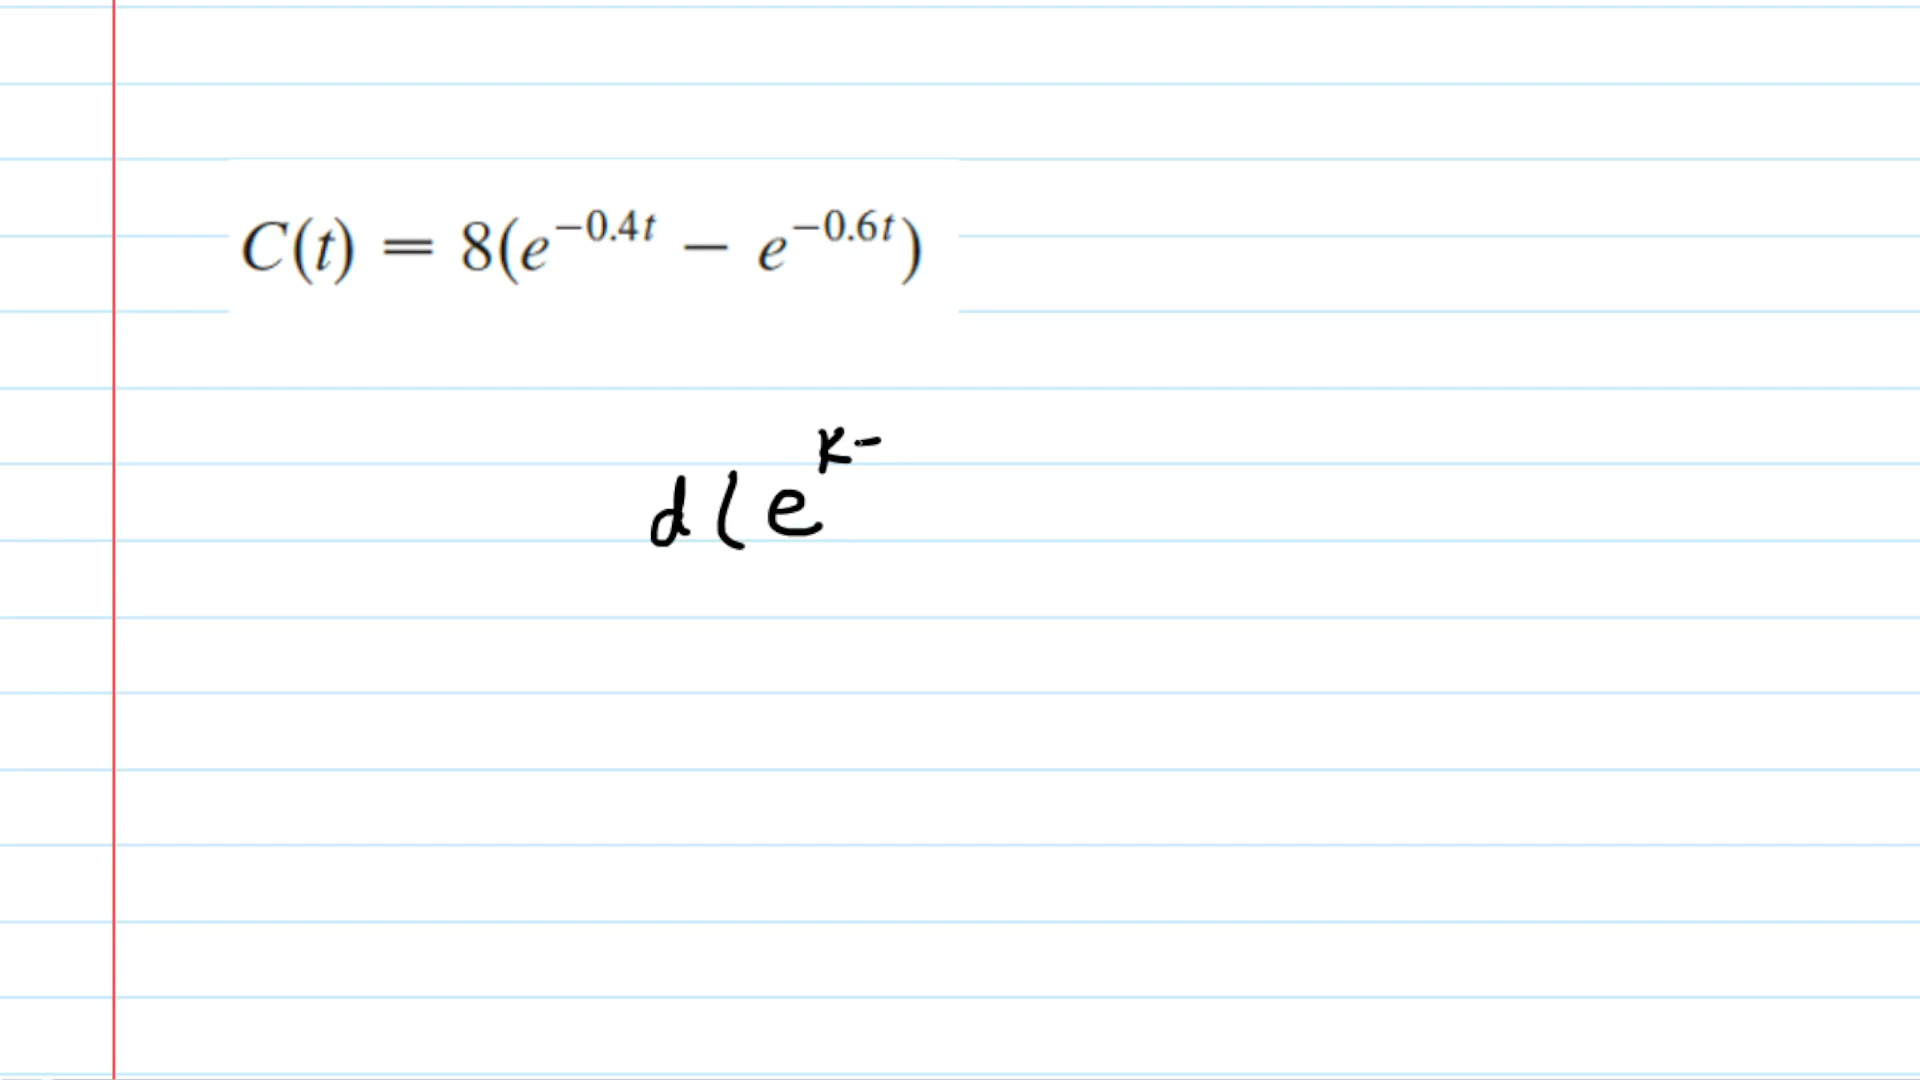 C(t) = 8(e^{-0.4t} − e^{-0.6t})
d(e^{k-